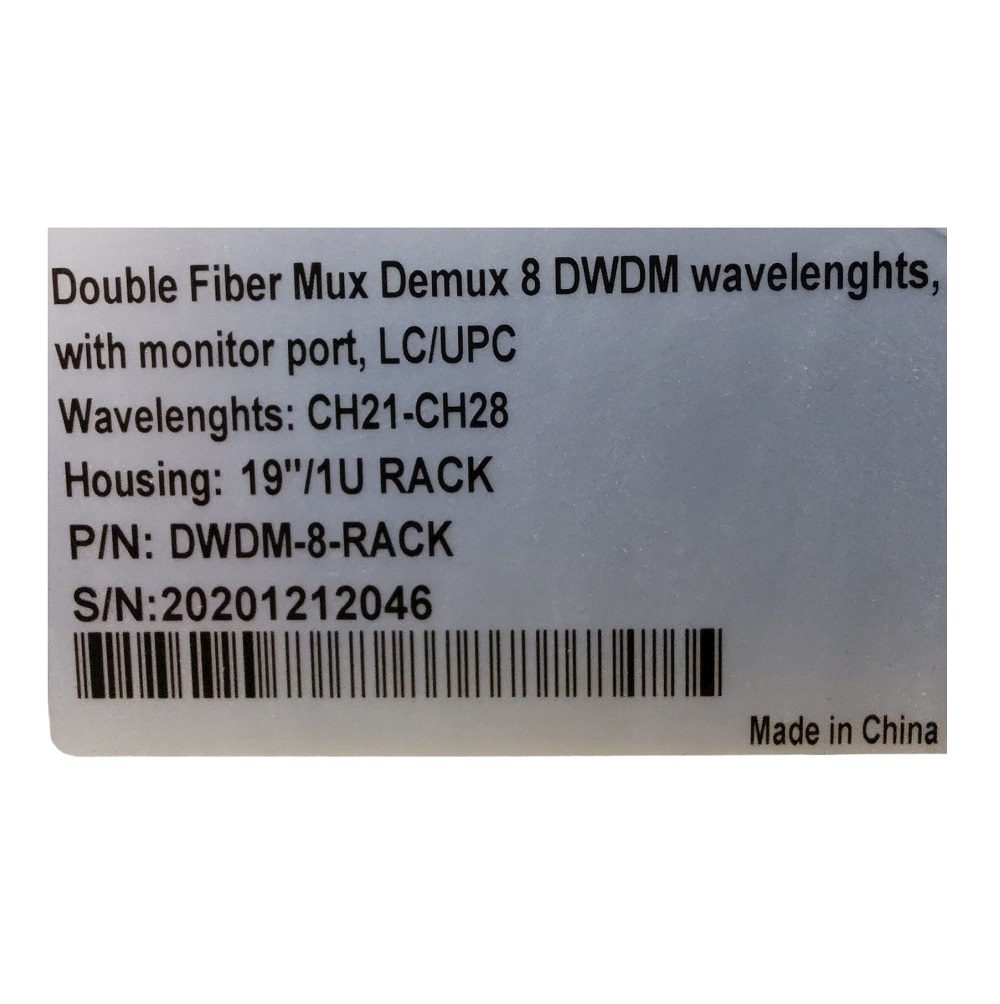 Double Fiber Mux Demux 8 DWDM wavelenghts,
with monitor port, LC/UPC
Wavelenghts: CH21-CH28
Housing: 19"/1U RACK
P/N: DWDM-8-RACK
S/N:20201212046
Made in China